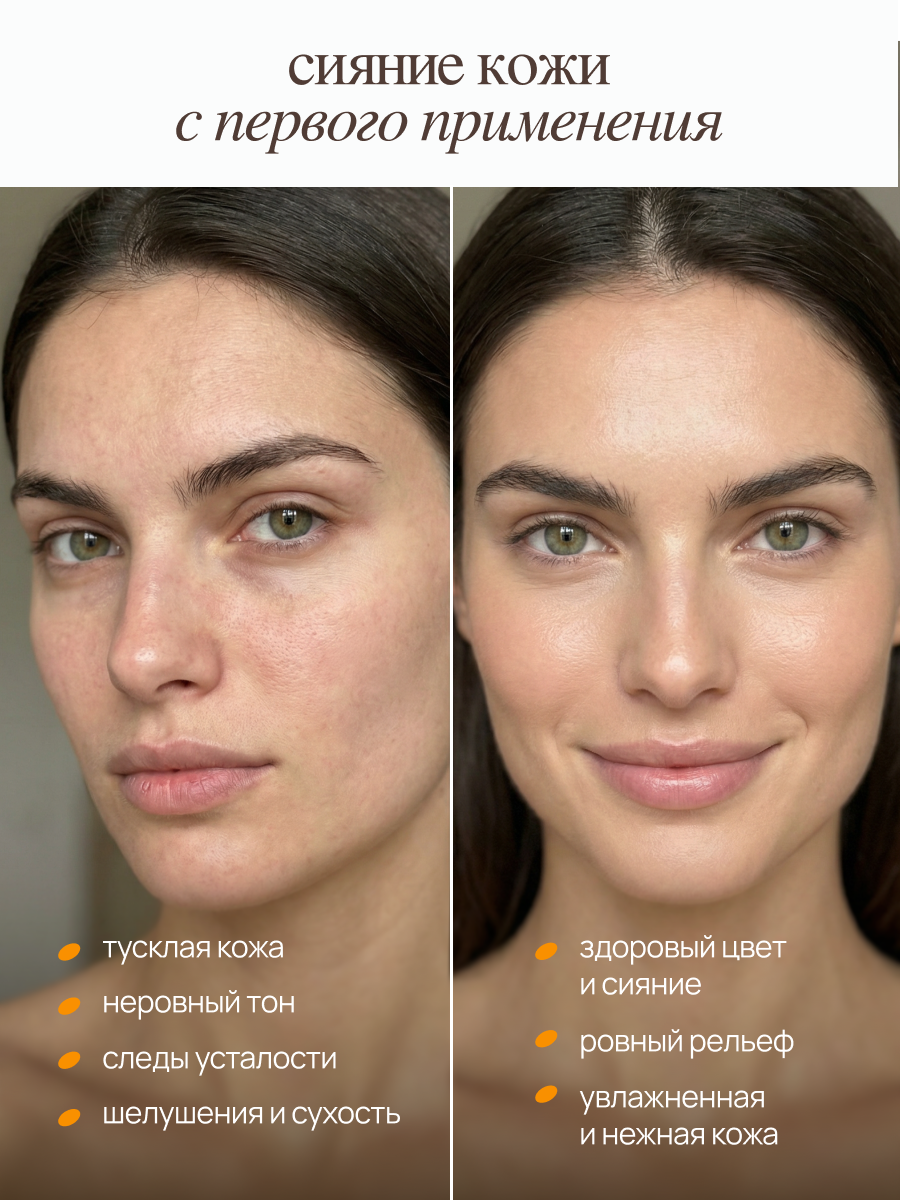 сияние кожи
с первого применения
тусклая кожа
неровный тон
следы усталости
шелушения и сухость
здоровый цвет
и сияние
ровный рельеф
увлажненная
и нежная кожа